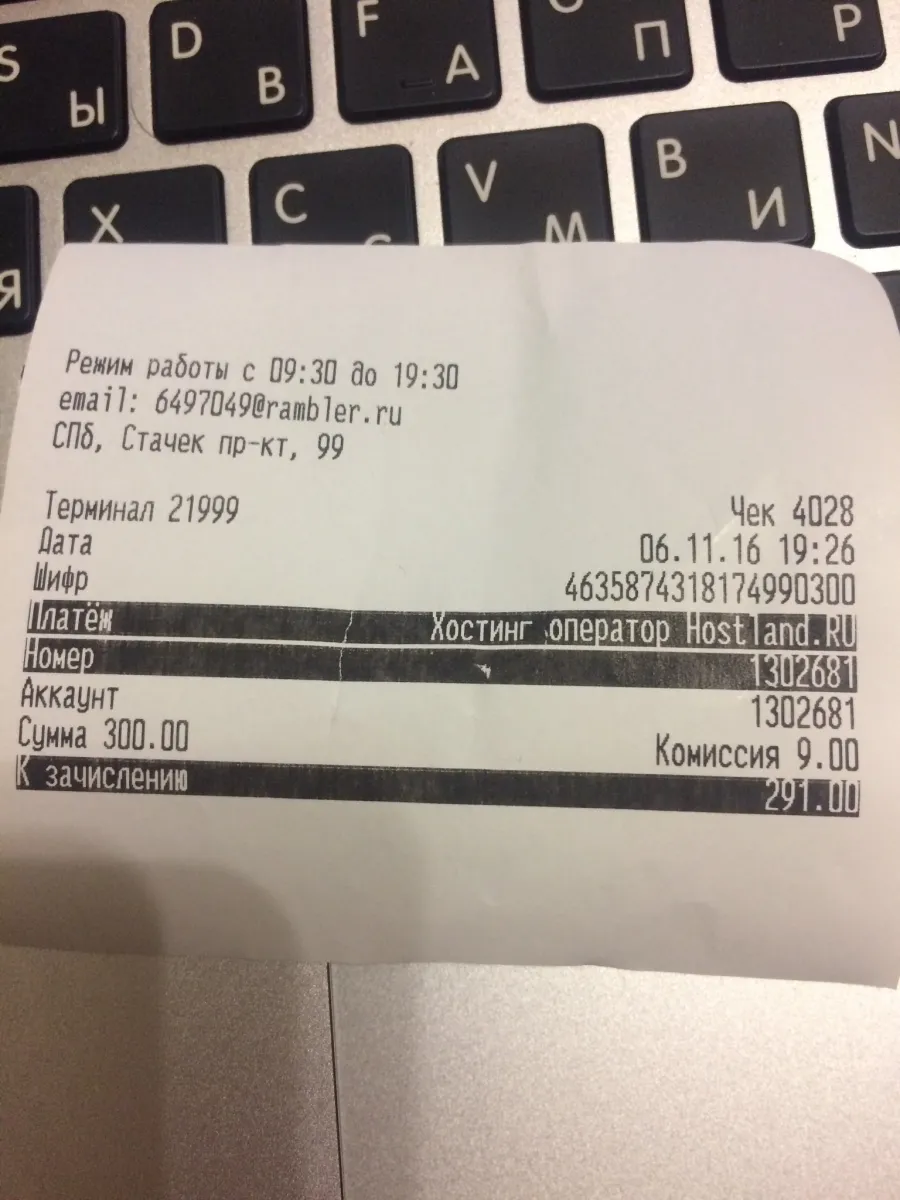 S Ы D В F А П Р
Я X C С V М B И N
Режим работы с 09:30 до 19:30
email: 6497049@rambler.ru
СПб, Стачек пр-кт, 99
Терминал 21999 Чек 4028
Дата 06.11.16 19:26
Шифр 4635874318174990300
Платёж Хостинг оператор Hostland.RU
Номер 1302681
Аккаунт 1302681
Сумма 300.00 Комиссия 9.00
К зачислению 291.00